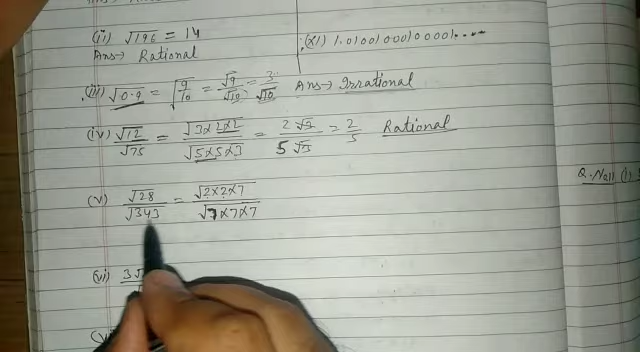 (ii) √196 = 14
Ans→ Rational
(xi) 1.010010001000001....
(iii) √0.9 = √9/10 = √9/√10 = 3/√10 Ans→ Irrational
(iv) √12/√75 = √3×2×2/√5×5×3 = 2√3/5√3 = 2/5 Rational
(v) √28/√343 = √2×2×7/√7×7×7
(vi) 3√
Q. No